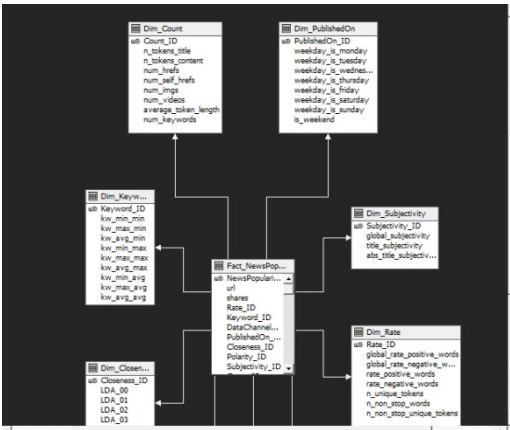 Dim_Count
Count_ID
n_tokens_title
n_tokens_content
num_hrefs
num_self_hrefs
num_imgs
num_videos
average_token_length
num_keywords
Dim_PublishedOn
PublishedOn_ID
weekday_is_monday
weekday_is_tuesday
weekday_is_wednes...
weekday_is_thursday
weekday_is_friday
weekday_is_saturday
weekday_is_sunday
is_weekend
Dim_Keyw...
Keyword_ID
kw_min_min
kw_max_min
kw_avg_min
kw_min_max
kw_max_max
kw_avg_max
kw_min_avg
kw_max_avg
kw_avg_avg
Dim_Subjectivity
Subjectivity_ID
global_subjectivity
title_subjectivity
abs_title_subjectiv...
Fact_NewsPop...
NewsPopulari...
url
shares
Rate_ID
Keyword_ID
DataChannel...
PublishedOn_...
Closeness_ID
Polarity_ID
Subjectivity_ID
Dim_Closen...
Closeness_ID
LDA_00
LDA_01
LDA_02
LDA_03
Dim_Rate
Rate_ID
global_rate_positive_words
global_rate_negative_w...
rate_positive_words
rate_negative_words
n_unique_tokens
n_non_stop_words
n_non_stop_unique_tokens